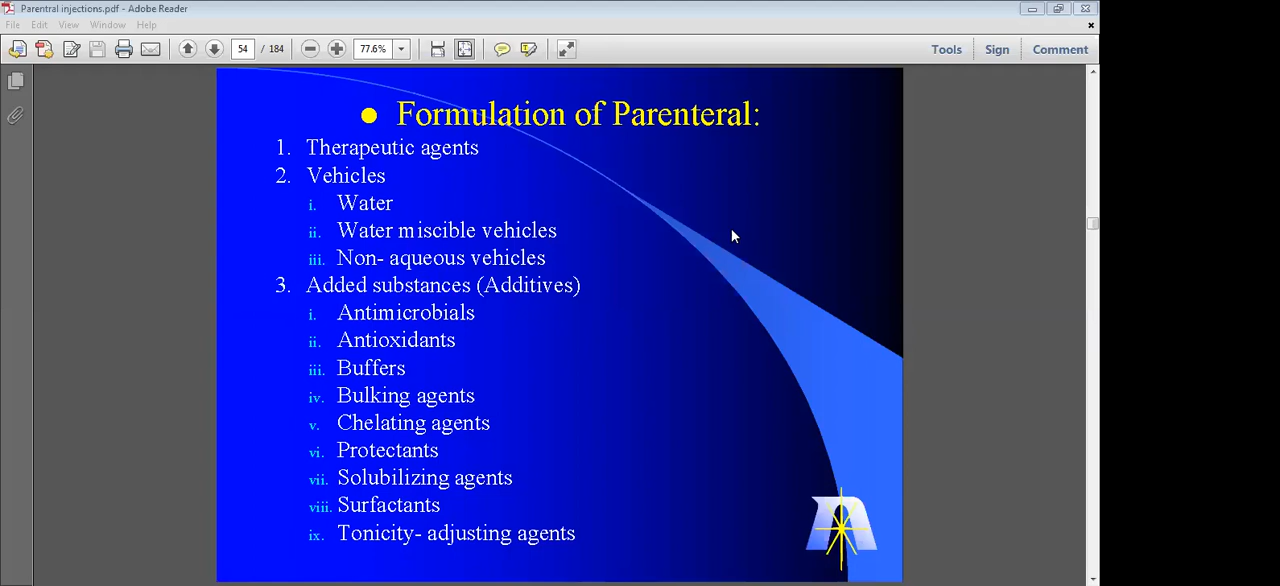 Parentral injections.pdf - Adobe Reader
File Edit View Window Help
54 / 184 77.6% Tools Sign Comment
• Formulation of Parenteral:
1. Therapeutic agents
2. Vehicles
i. Water
ii. Water miscible vehicles
iii. Non- aqueous vehicles
3. Added substances (Additives)
i. Antimicrobials
ii. Antioxidants
iii. Buffers
iv. Bulking agents
v. Chelating agents
vi. Protectants
vii. Solubilizing agents
viii. Surfactants
ix. Tonicity- adjusting agents